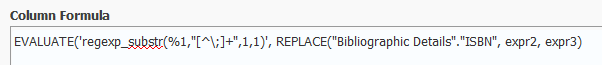 Column Formula
EVALUATE('regexp_substr(%1,"[^\;]+",1,1)', REPLACE("Bibliographic Details"."ISBN", expr2, expr3)